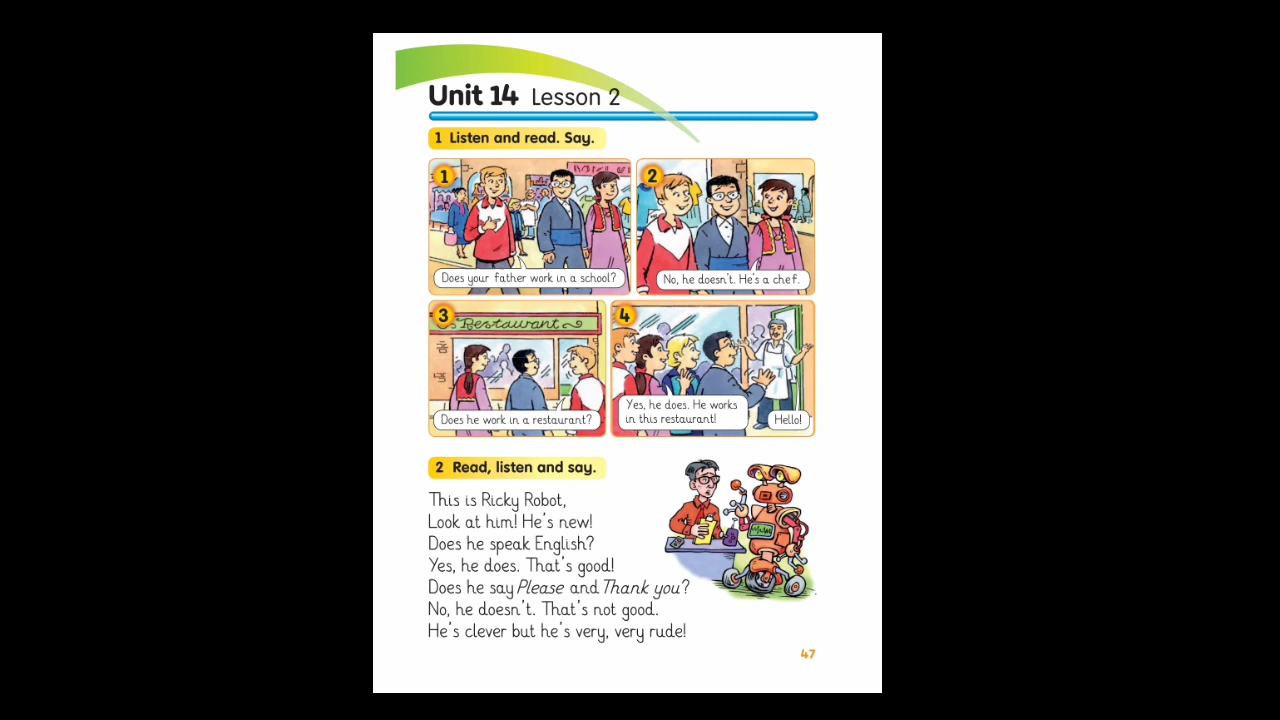 Unit 14 Lesson 2
1 Listen and read. Say.
1
Does your father work in a school?
2
No, he doesn't. He's a chef.
3
Restaurant
Does he work in a restaurant?
4
Yes, he does. He works
in this restaurant!
Hello!
2 Read, listen and say.
This is Ricky Robot,
Look at him! He's new!
Does he speak English?
Yes, he does. That's good!
Does he say Please and Thank you?
No, he doesn't. That's not good.
He's clever but he's very, very rude!
47